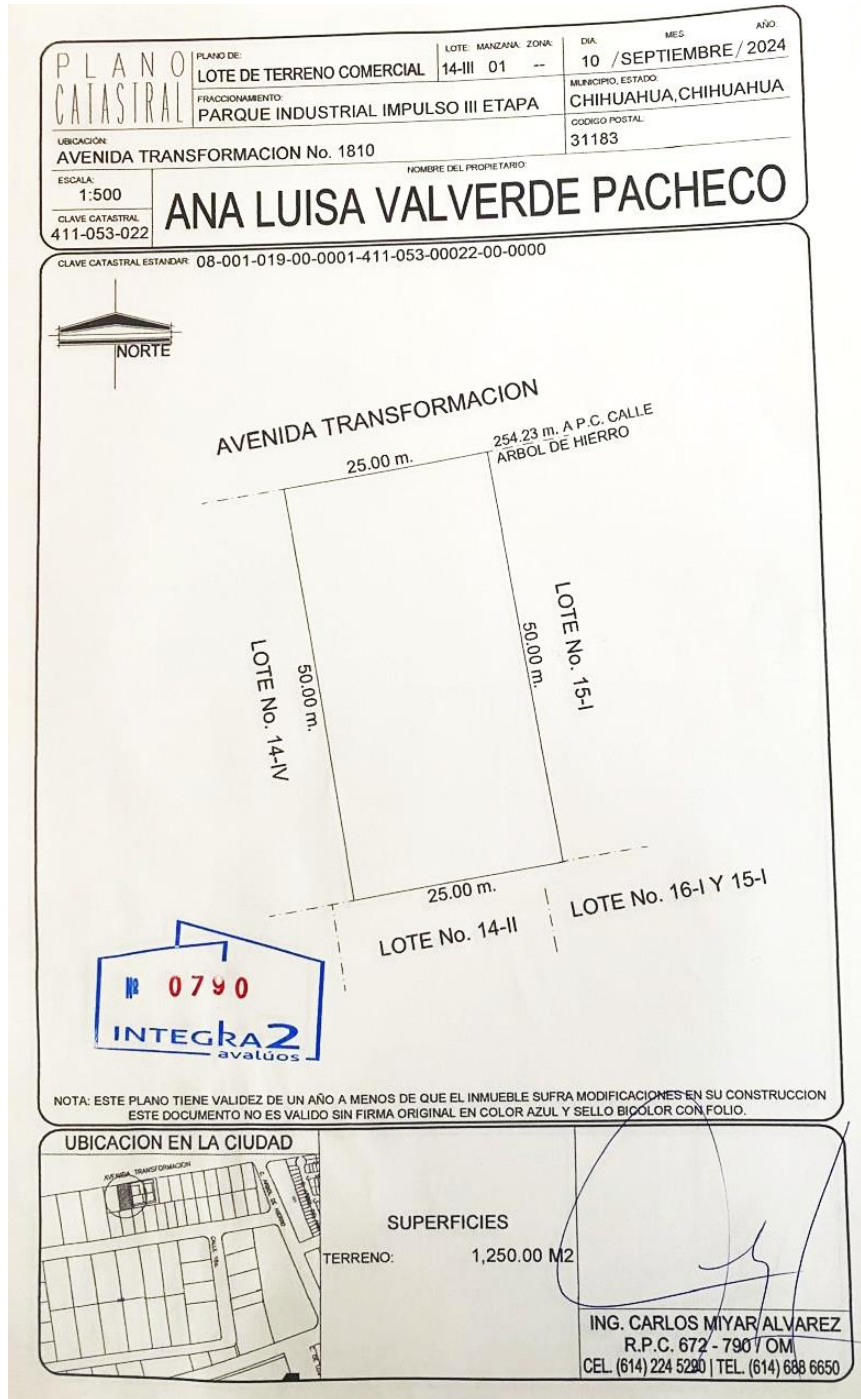 PLANO
CATASTRAL
PLANO DE:
LOTE DE TERRENO COMERCIAL
LOTE: MANZANA: ZONA:
14-III 01 --
DIA. MES. AÑO:
10 / SEPTIEMBRE / 2024
FRACCIONAMIENTO:
PARQUE INDUSTRIAL IMPULSO III ETAPA
MUNICIPIO, ESTADO:
CHIHUAHUA,CHIHUAHUA
UBICACIÓN:
AVENIDA TRANSFORMACION No. 1810
CODIGO POSTAL:
31183
ESCALA:
1:500
NOMBRE DEL PROPIETARIO:
ANA LUISA VALVERDE PACHECO
CLAVE CATASTRAL
411-053-022
CLAVE CATASTRAL ESTANDAR: 08-001-019-00-0001-411-053-00022-00-0000
NORTE
AVENIDA TRANSFORMACION
25.00 m.
254.23 m. A P.C. CALLE
ARBOL DE HIERRO
LOTE No. 14-IV
50.00 m.
50.00 m.
LOTE No. 15-I
25.00 m.
LOTE No. 14-II
LOTE No. 16-I Y 15-I
Nº 0790
INTEGRA2
avalúos
NOTA: ESTE PLANO TIENE VALIDEZ DE UN AÑO A MENOS DE QUE EL INMUEBLE SUFRA MODIFICACIONES EN SU CONSTRUCCION
ESTE DOCUMENTO NO ES VALIDO SIN FIRMA ORIGINAL EN COLOR AZUL Y SELLO BICOLOR CON FOLIO.
UBICACION EN LA CIUDAD
AVENIDA TRANSFORMACION
C. ARBOL DE HIERRO
SUPERFICIES
TERRENO: 1,250.00 M2
ING. CARLOS MIYAR ALVAREZ
R.P.C. 672 - 790 / OM
CEL. (614) 224 5290 | TEL. (614) 688 6650